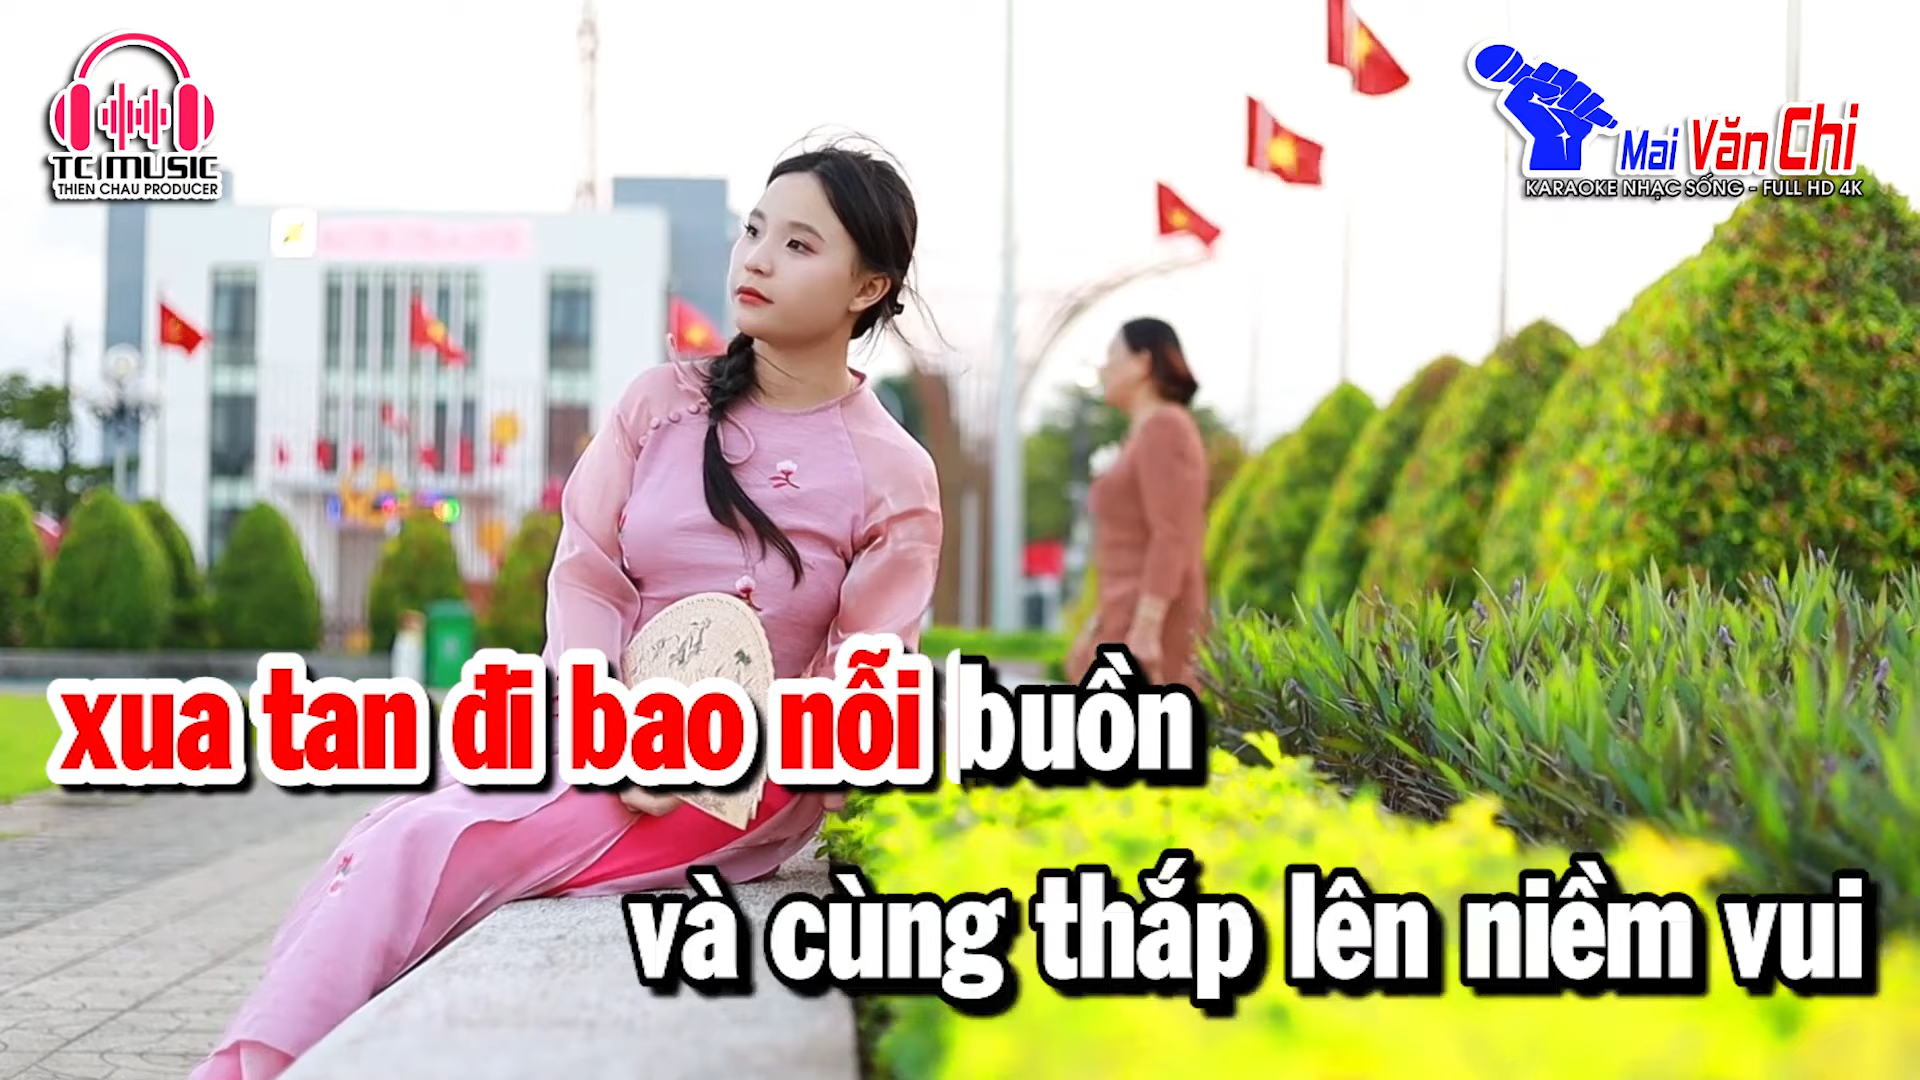 TC MUSIC
THIEN CHAU PRODUCER
Mai Văn Chi
KARAOKE NHẠC SỐNG - FULL HD 4K
xua tan đi bao nỗi buồn
và cùng thắp lên niềm vui